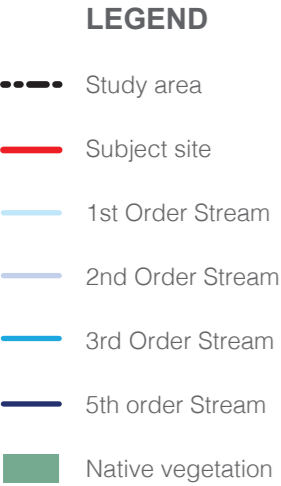 LEGEND
Study area
Subject site
1st Order Stream
2nd Order Stream
3rd Order Stream
5th order Stream
Native vegetation